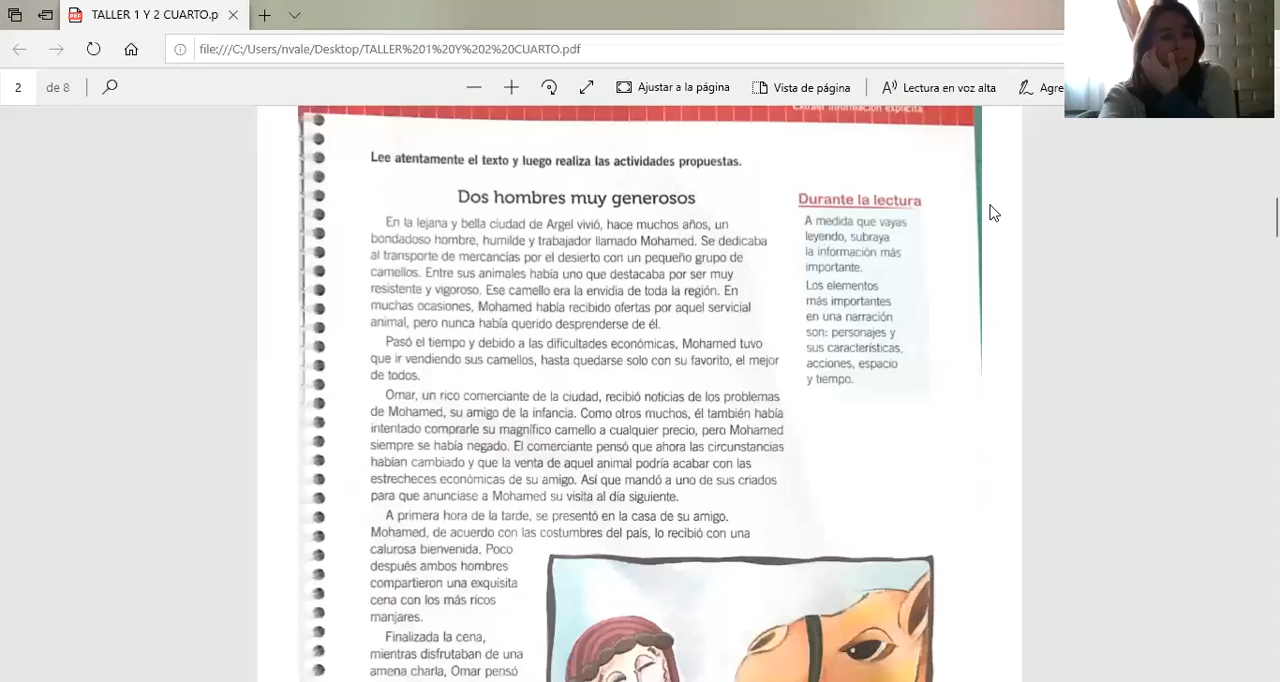 TALLER 1 Y 2 CUARTO.p
file:///C:/Users/nvale/Desktop/TALLER%201%20Y%202%20CUARTO.pdf
2 de 8 Ajustar a la página Vista de página Lectura en voz alta Agre
Extraer información explícita
Lee atentamente el texto y luego realiza las actividades propuestas.
Dos hombres muy generosos
En la lejana y bella ciudad de Argel vivió, hace muchos años, un
bondadoso hombre, humilde y trabajador llamado Mohamed. Se dedicaba
al transporte de mercancías por el desierto con un pequeño grupo de
camellos. Entre sus animales había uno que destacaba por ser muy
resistente y vigoroso. Ese camello era la envidia de toda la región. En
muchas ocasiones, Mohamed había recibido ofertas por aquel servicial
animal, pero nunca había querido desprenderse de él.
Pasó el tiempo y debido a las dificultades económicas, Mohamed tuvo
que ir vendiendo sus camellos, hasta quedarse solo con su favorito, el mejor
de todos.
Omar, un rico comerciante de la ciudad, recibió noticias de los problemas
de Mohamed, su amigo de la infancia. Como otros muchos, él también había
intentado comprarle su magnífico camello a cualquier precio, pero Mohamed
siempre se había negado. El comerciante pensó que ahora las circunstancias
habían cambiado y que la venta de aquel animal podría acabar con las
estrecheces económicas de su amigo. Así que mandó a uno de sus criados
para que anunciase a Mohamed su visita al día siguiente.
A primera hora de la tarde, se presentó en la casa de su amigo.
Mohamed, de acuerdo con las costumbres del país, lo recibió con una
calurosa bienvenida. Poco
después ambos hombres
compartieron una exquisita
cena con los más ricos
manjares.
Finalizada la cena,
mientras disfrutaban de una
amena charla, Omar pensó
Durante la lectura
A medida que vayas
leyendo, subraya
la información más
importante.
Los elementos
más importantes
en una narración
son: personajes y
sus características,
acciones, espacio
y tiempo.